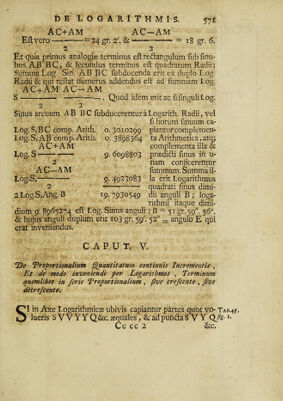 DE LOGARITHMIS. 571
AC+AM AC—AM
Est vero ———— = 24 gr. 2'. & ———— = 18 gr. 6.
2 2
Et quia primus analogiæ terminus est rectangulum sub sinu-
bus AB BC, & secundus terminus est quadratum Radii;
Summa Log. Sin. AB BC subducenda erit ex duplo Log.
Radii & qui restat numerus addendus est ad summam Log.
AC+AM AC—AM
S ———— ————. Quod idem erit ac si singuli Log.
2 2
Sinus arcuum AB BC subducerentur à Logarith. Radii, vel
si horum sinuum ca-
Log. S, BC comp. Arith. 0. 3010299 piantur complemen-
Log. S, AB comp. Arith. 0. 3898364 ta Arithmetica, atq;
AC+AM complementa illa &
Log. S ———— 9. 6098803 prædicti sinus in u-
2 nam conjicerentur
AC—AM summam. Summa il-
Log. S, ———— 9. 4923083 la erit Logarithmus
2 quadrati sinus dimi-
2 Log. S, Ang. B 19. 7930549 dii anguli B; loga-
rithmi itaque dimi-
dium 9. 8965274 est Log. Sinus anguli ½ B = 51 gr. 59'. 56".
& hujus anguli duplum erit 103 gr. 59'. 52" = angulo E qui
erat inveniendus.
CAPUT. V.
De Proportionalium Quantitatum continuis Incrementis,
Et de modo inveniendi per Logarithmos, Terminum
quemlibet in serie Proportionalium, sive crescente, sive
decrescente.
SI in Axe Logarithmicæ ubivis capiantur partes quot vo- TAB.45.
lueris S V V Y Y Q &c. æquales, & ad puncta S V Y Q fig. 1.
Cc cc 2 &c.